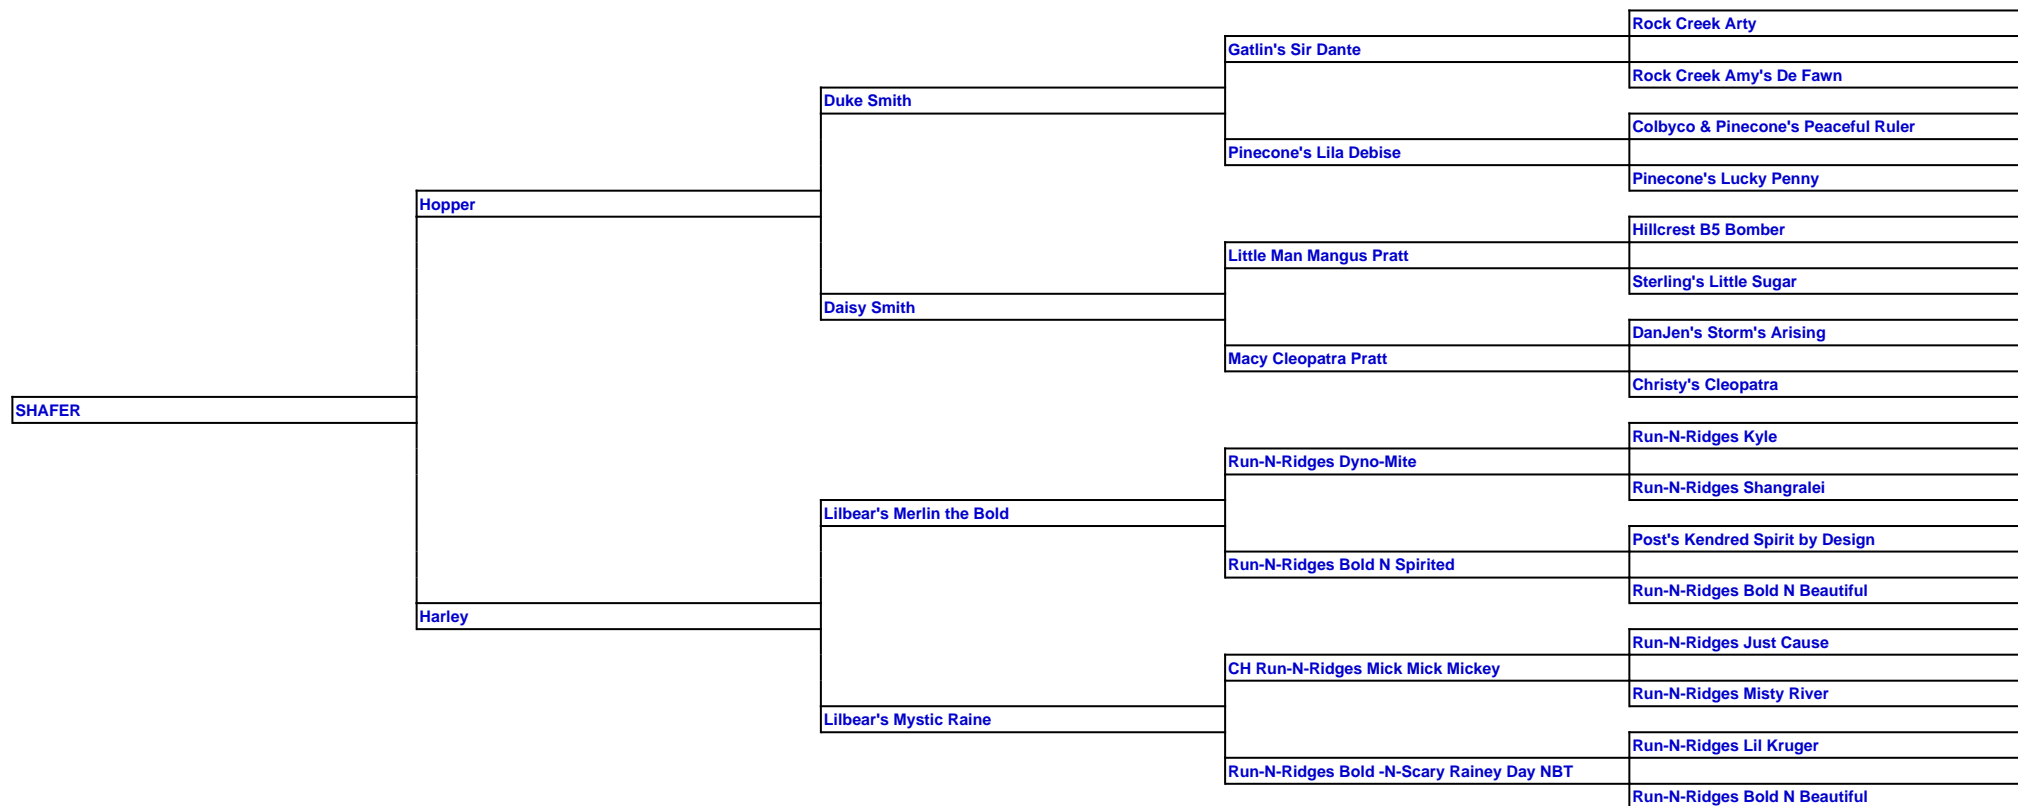 Rock Creek Arty
Gatlin's Sir Dante
Rock Creek Amy's De Fawn
Duke Smith
Colbyco & Pinecone's Peaceful Ruler
Pinecone's Lila Debise
Pinecone's Lucky Penny
Hopper
Hillcrest B5 Bomber
Little Man Mangus Pratt
Sterling's Little Sugar
Daisy Smith
DanJen's Storm's Arising
Macy Cleopatra Pratt
Christy's Cleopatra
SHAFER
Run-N-Ridges Kyle
Run-N-Ridges Dyno-Mite
Run-N-Ridges Shangralei
Lilbear's Merlin the Bold
Post's Kendred Spirit by Design
Run-N-Ridges Bold N Spirited
Run-N-Ridges Bold N Beautiful
Harley
Run-N-Ridges Just Cause
CH Run-N-Ridges Mick Mick Mickey
Run-N-Ridges Misty River
Lilbear's Mystic Raine
Run-N-Ridges Lil Kruger
Run-N-Ridges Bold -N-Scary Rainey Day NBT
Run-N-Ridges Bold N Beautiful